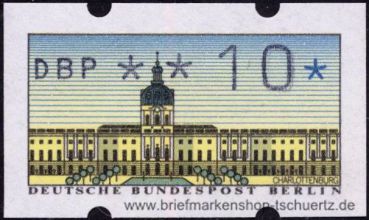 DBP ** 10*
CHARLOTTENBURG
DEUTSCHE BUNDESPOST BERLIN
www.briefmarkenshop-tschuertz.de